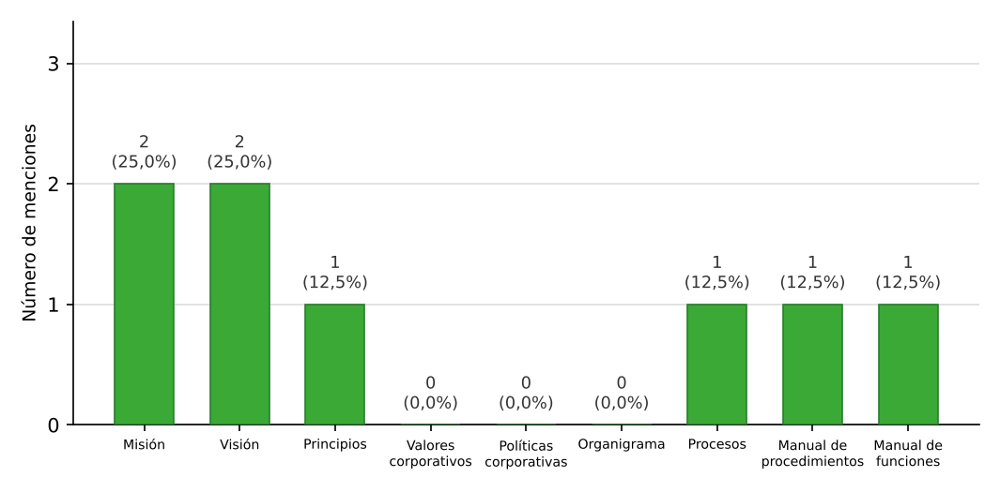 Número de menciones
3
2
1
0
2
(25,0%)
2
(25,0%)
1
(12,5%)
0
(0,0%)
0
(0,0%)
0
(0,0%)
1
(12,5%)
1
(12,5%)
1
(12,5%)
Misión
Visión
Principios
Valores
corporativos
Políticas
corporativas
Organigrama
Procesos
Manual de
procedimientos
Manual de
funciones